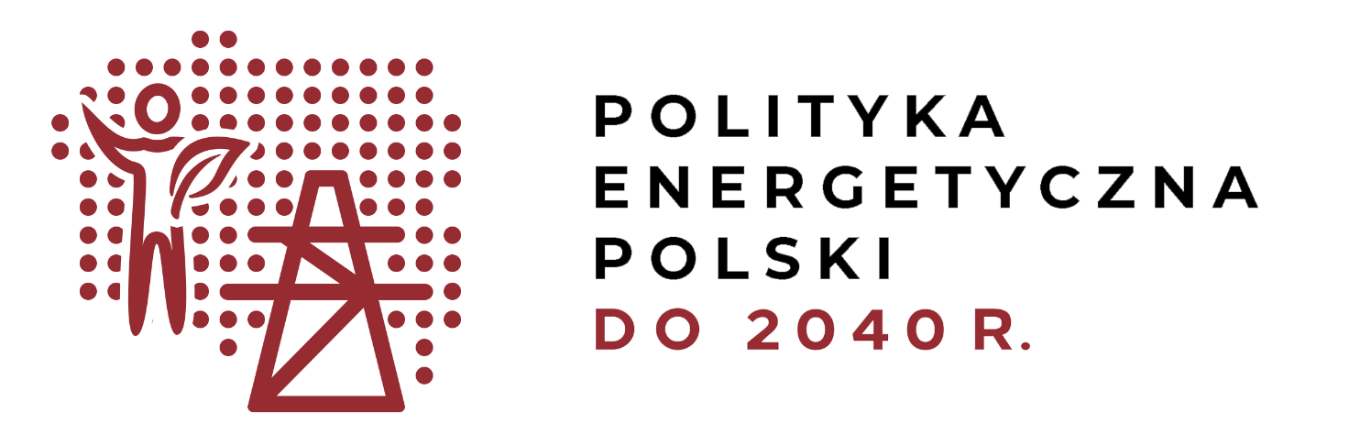 POLITYKA
ENERGETYCZNA
POLSKI
DO 2040 R.